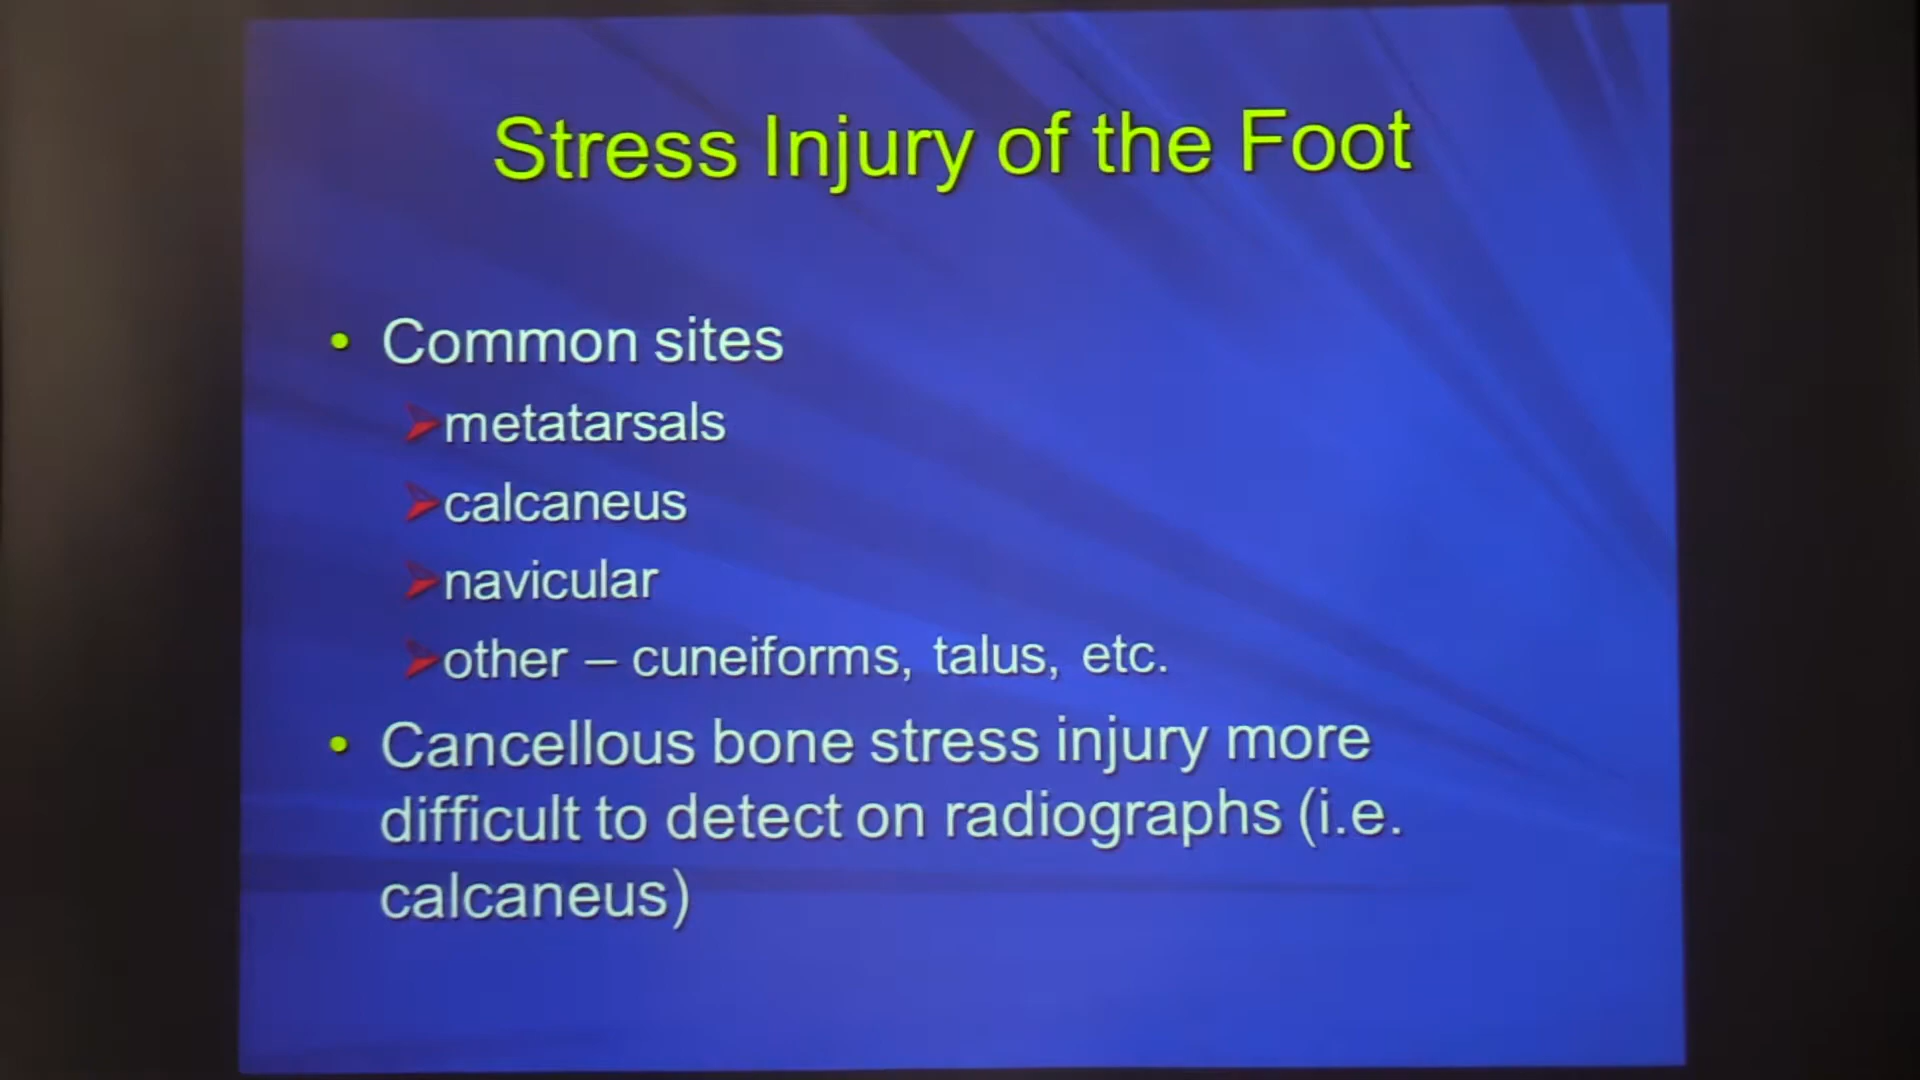 Stress Injury of the Foot
• Common sites
➢metatarsals
➢calcaneus
➢navicular
➢other – cuneiforms, talus, etc.
• Cancellous bone stress injury more
difficult to detect on radiographs (i.e.
calcaneus)